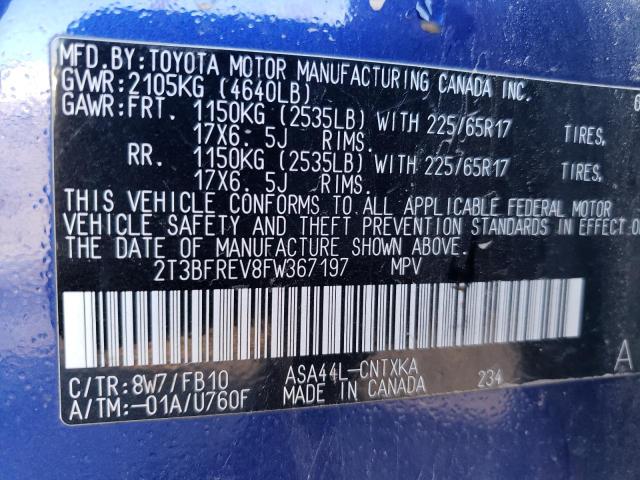 MFD.BY:TOYOTA MOTOR MANUFACTURING CANADA INC.
GVWR:2105KG (4640LB)
GAWR:FRT. 1150KG (2535LB) WITH 225/65R17 TIRES,
17X6. 5J RIMS.
RR. 1150KG (2535LB) WITH 225/65R17 TIRES,
17X6. 5J RIMS.
THIS VEHICLE CONFORMS TO ALL APPLICABLE FEDERAL MOTOR
VEHICLE SAFETY AND THEFT PREVENTION STANDARDS IN EFFECT O
THE DATE OF MANUFACTURE SHOWN ABOVE.
2T3BFREV8FW367197 MPV
C/TR:8W7/FB10 ASA44L-CNTXKA 234 A
A/TM:-01A/U760F MADE IN CANADA